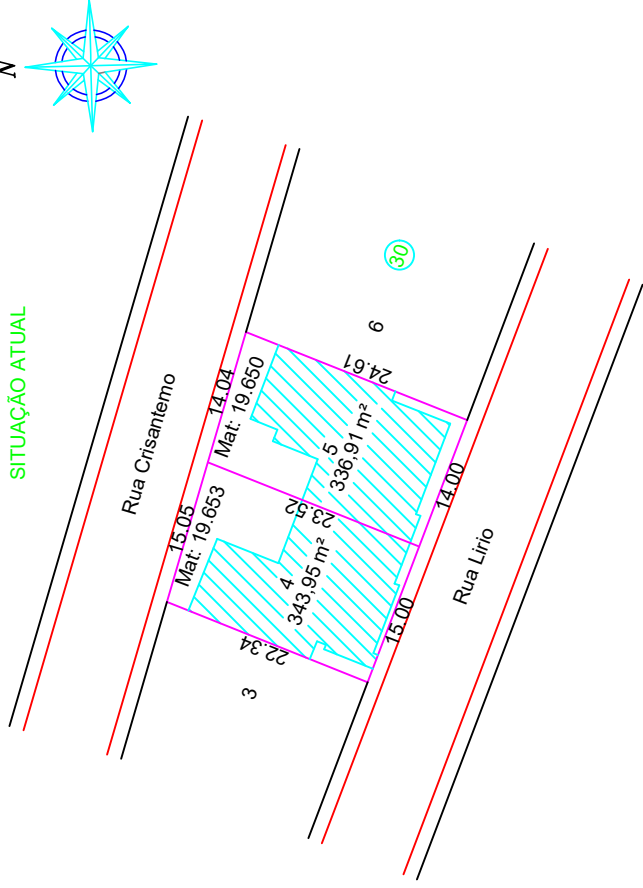 N
SITUAÇÃO ATUAL
Rua Crisantemo
30
6
14.04
Mat: 19.650
24.61
5
336,91 m²
15.05
Mat: 19.653
23.52
14.00
4
343,95 m²
22.34
15.00
Rua Lirio
3